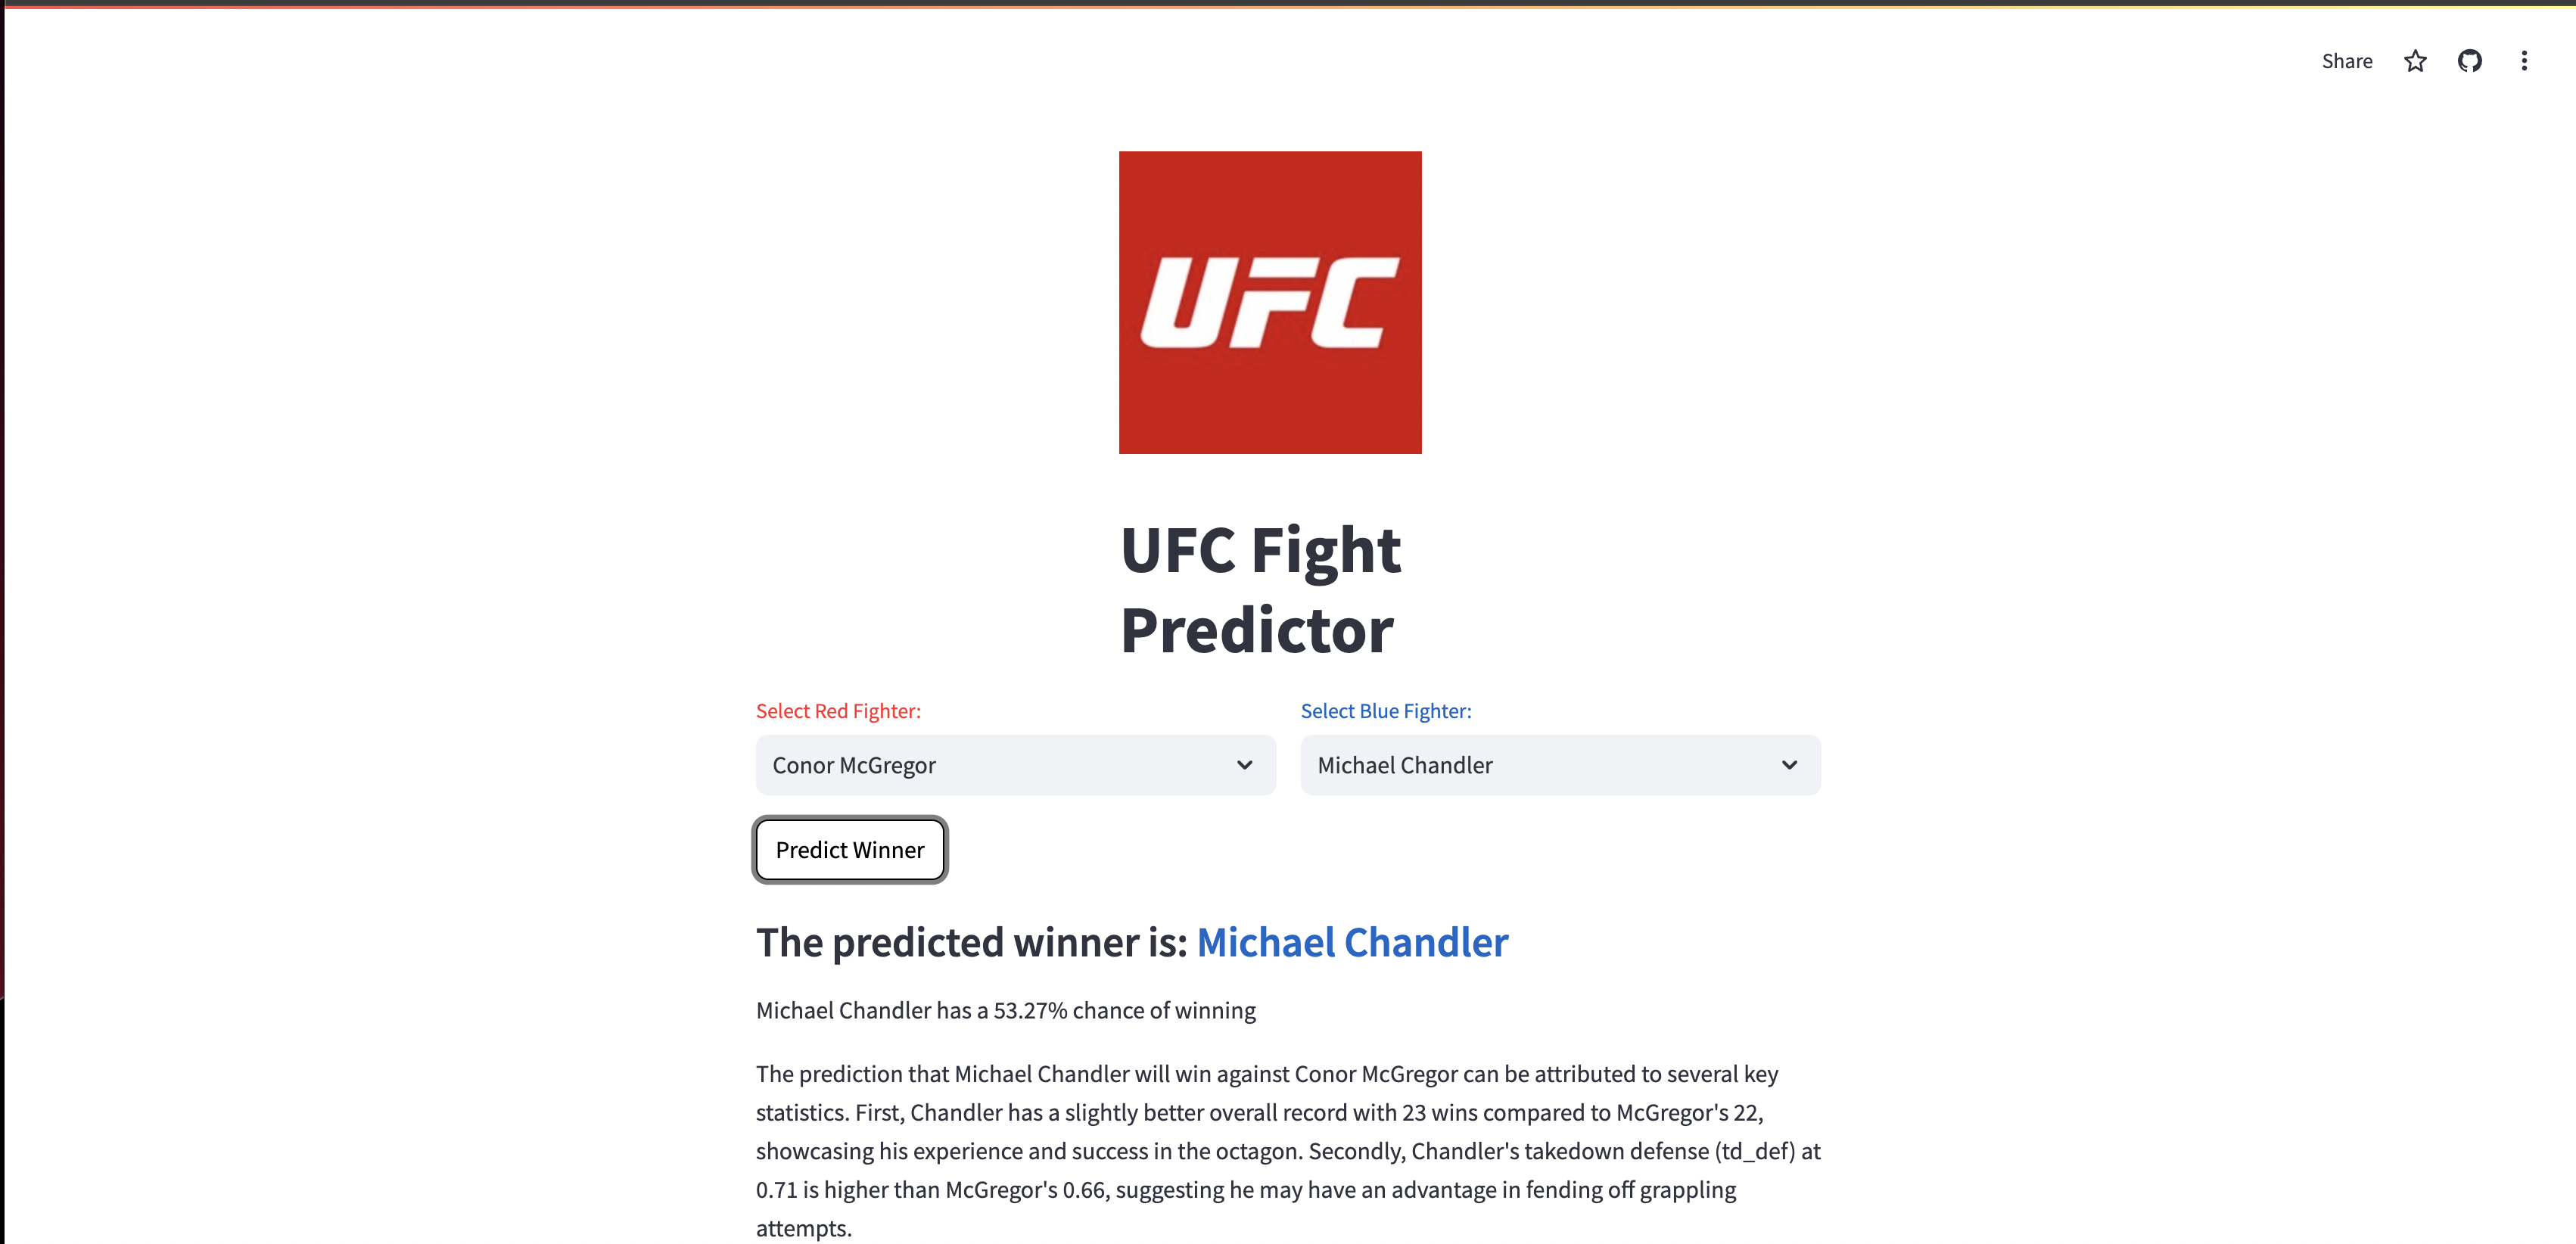 Share
UFC
UFC Fight
Predictor
Select Red Fighter:
Select Blue Fighter:
Conor McGregor
Michael Chandler
Predict Winner
The predicted winner is: Michael Chandler
Michael Chandler has a 53.27% chance of winning
The prediction that Michael Chandler will win against Conor McGregor can be attributed to several key
statistics. First, Chandler has a slightly better overall record with 23 wins compared to McGregor's 22,
showcasing his experience and success in the octagon. Secondly, Chandler's takedown defense (td_def) at
0.71 is higher than McGregor's 0.66, suggesting he may have an advantage in fending off grappling
attempts.